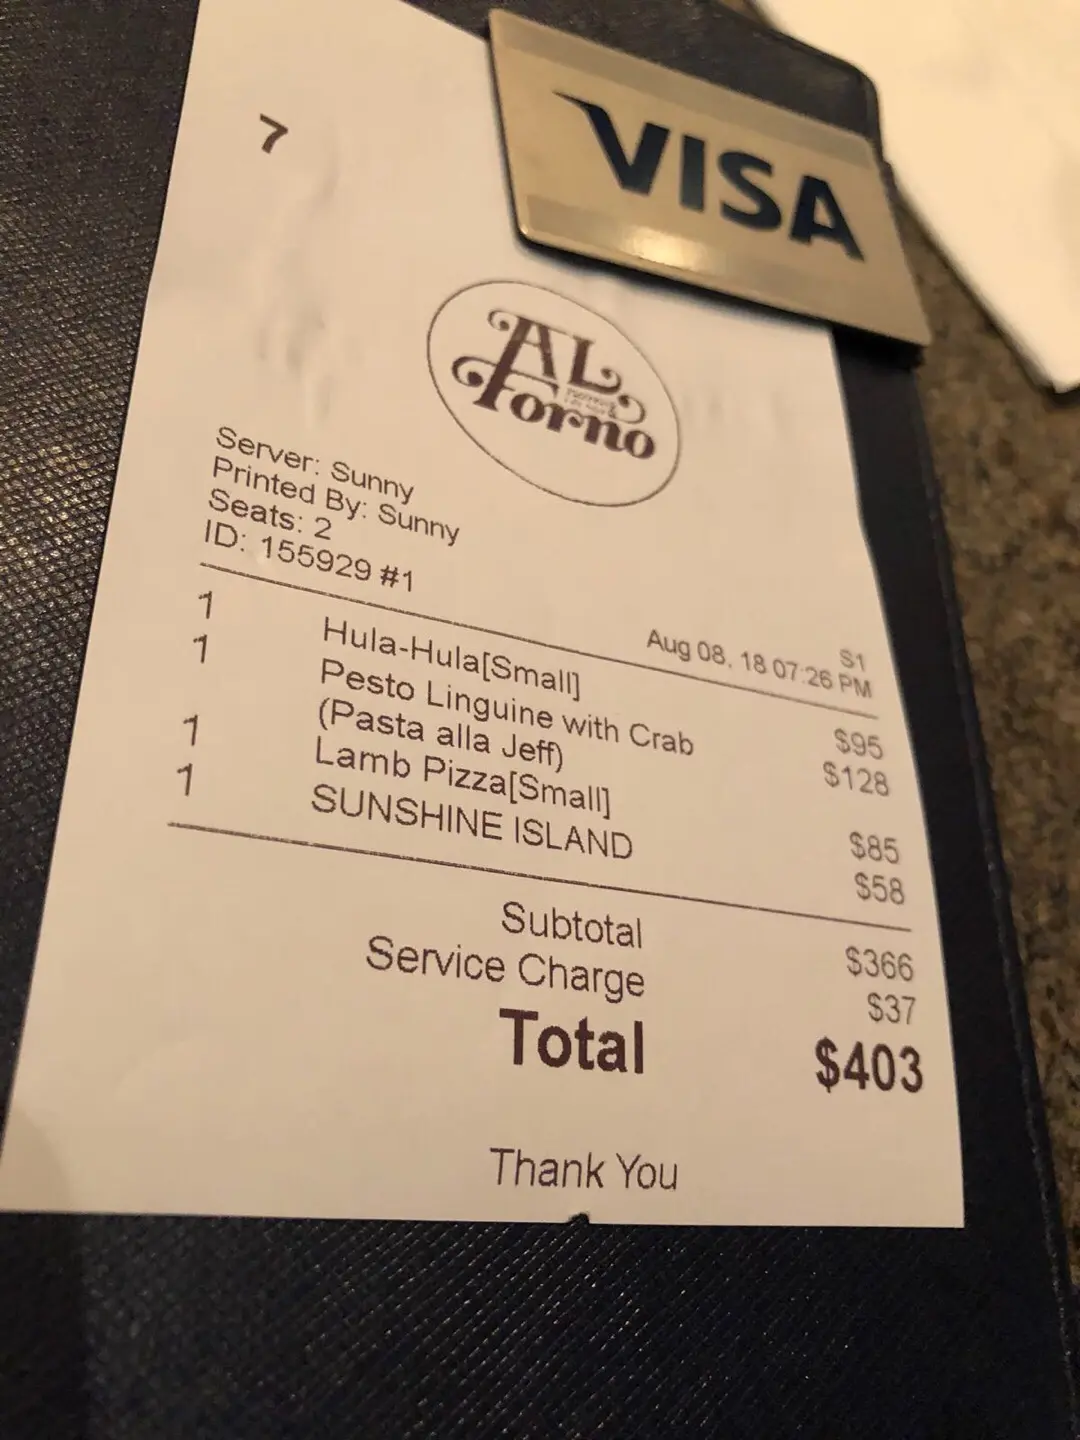 VISA
7
AL
Forno
Server: Sunny
Printed By: Sunny
Seats: 2
ID: 155929 #1
S1
Aug 08, 18 07:26 PM
1 Hula-Hula[Small] $95
1 Pesto Linguine with Crab $128
(Pasta alla Jeff)
1 Lamb Pizza[Small] $85
1 SUNSHINE ISLAND $58
Subtotal $366
Service Charge $37
Total $403
Thank You